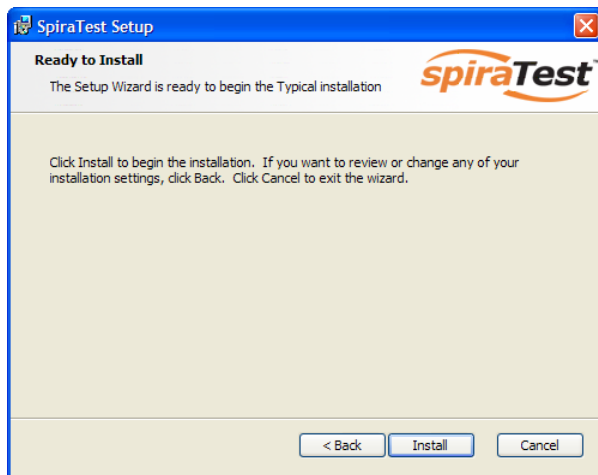 SpiraTest Setup
Ready to Install
The Setup Wizard is ready to begin the Typical installation
spiraTest
Click Install to begin the installation. If you want to review or change any of your
installation settings, click Back. Click Cancel to exit the wizard.
< Back
Install
Cancel